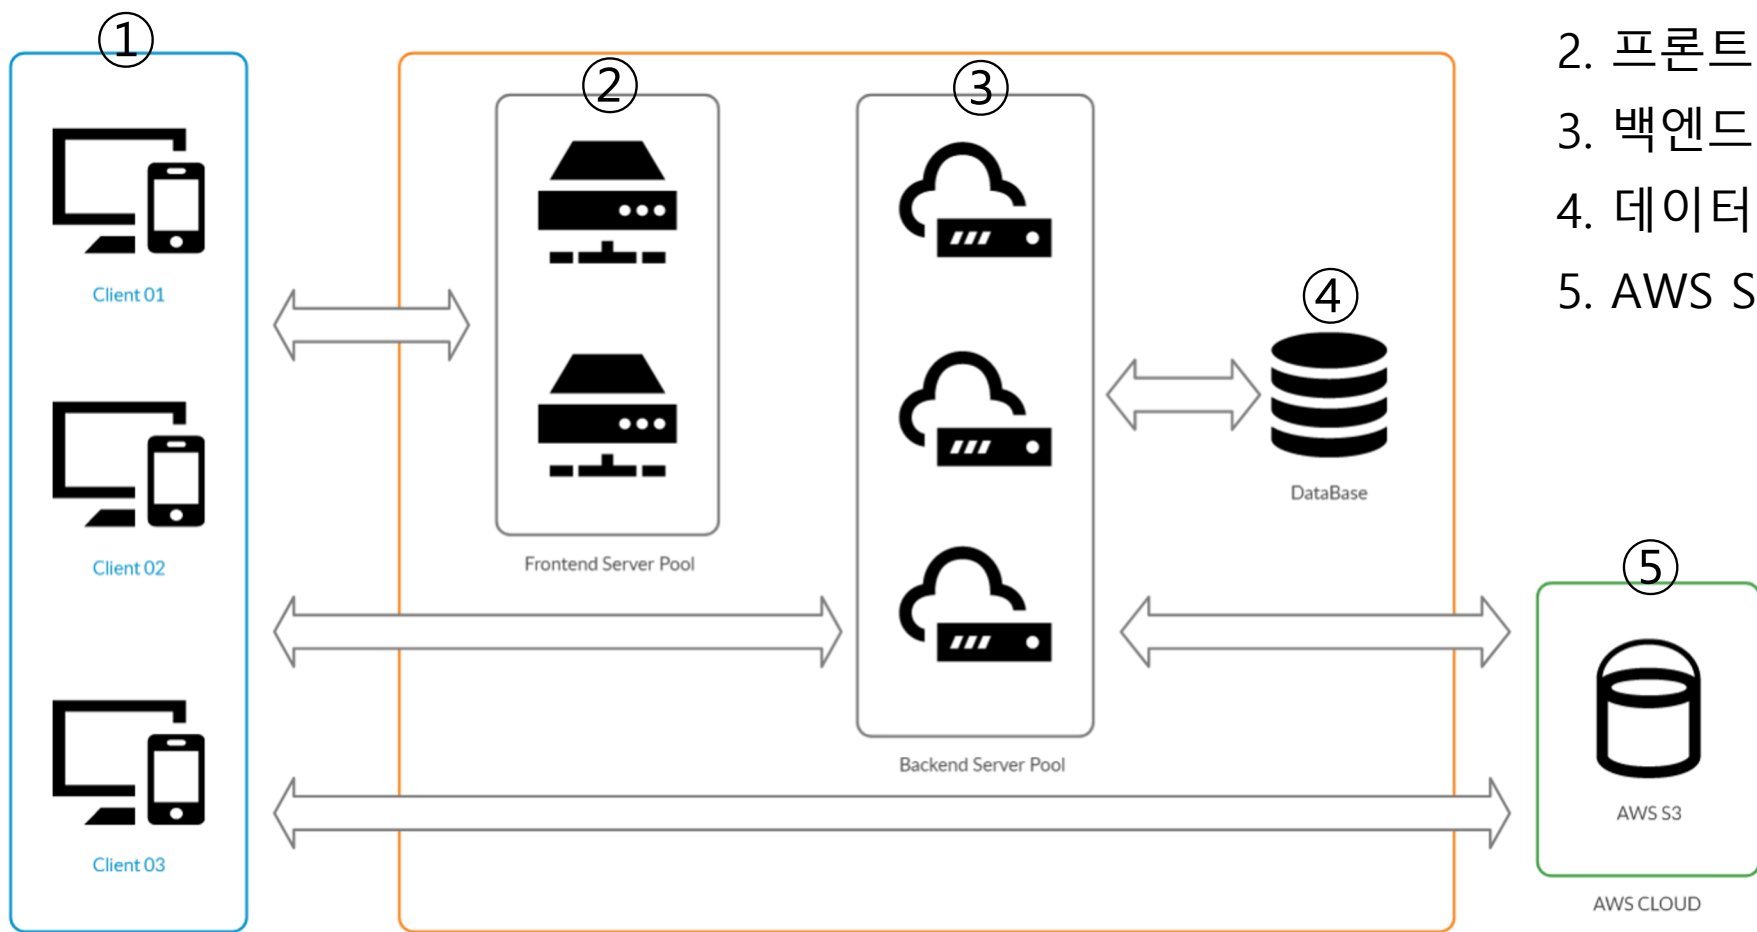 ①
②
③
④
⑤
2. 프론트
3. 백엔드
4. 데이터
5. AWS S
Client 01
Client 02
Client 03
Frontend Server Pool
Backend Server Pool
DataBase
AWS S3
AWS CLOUD